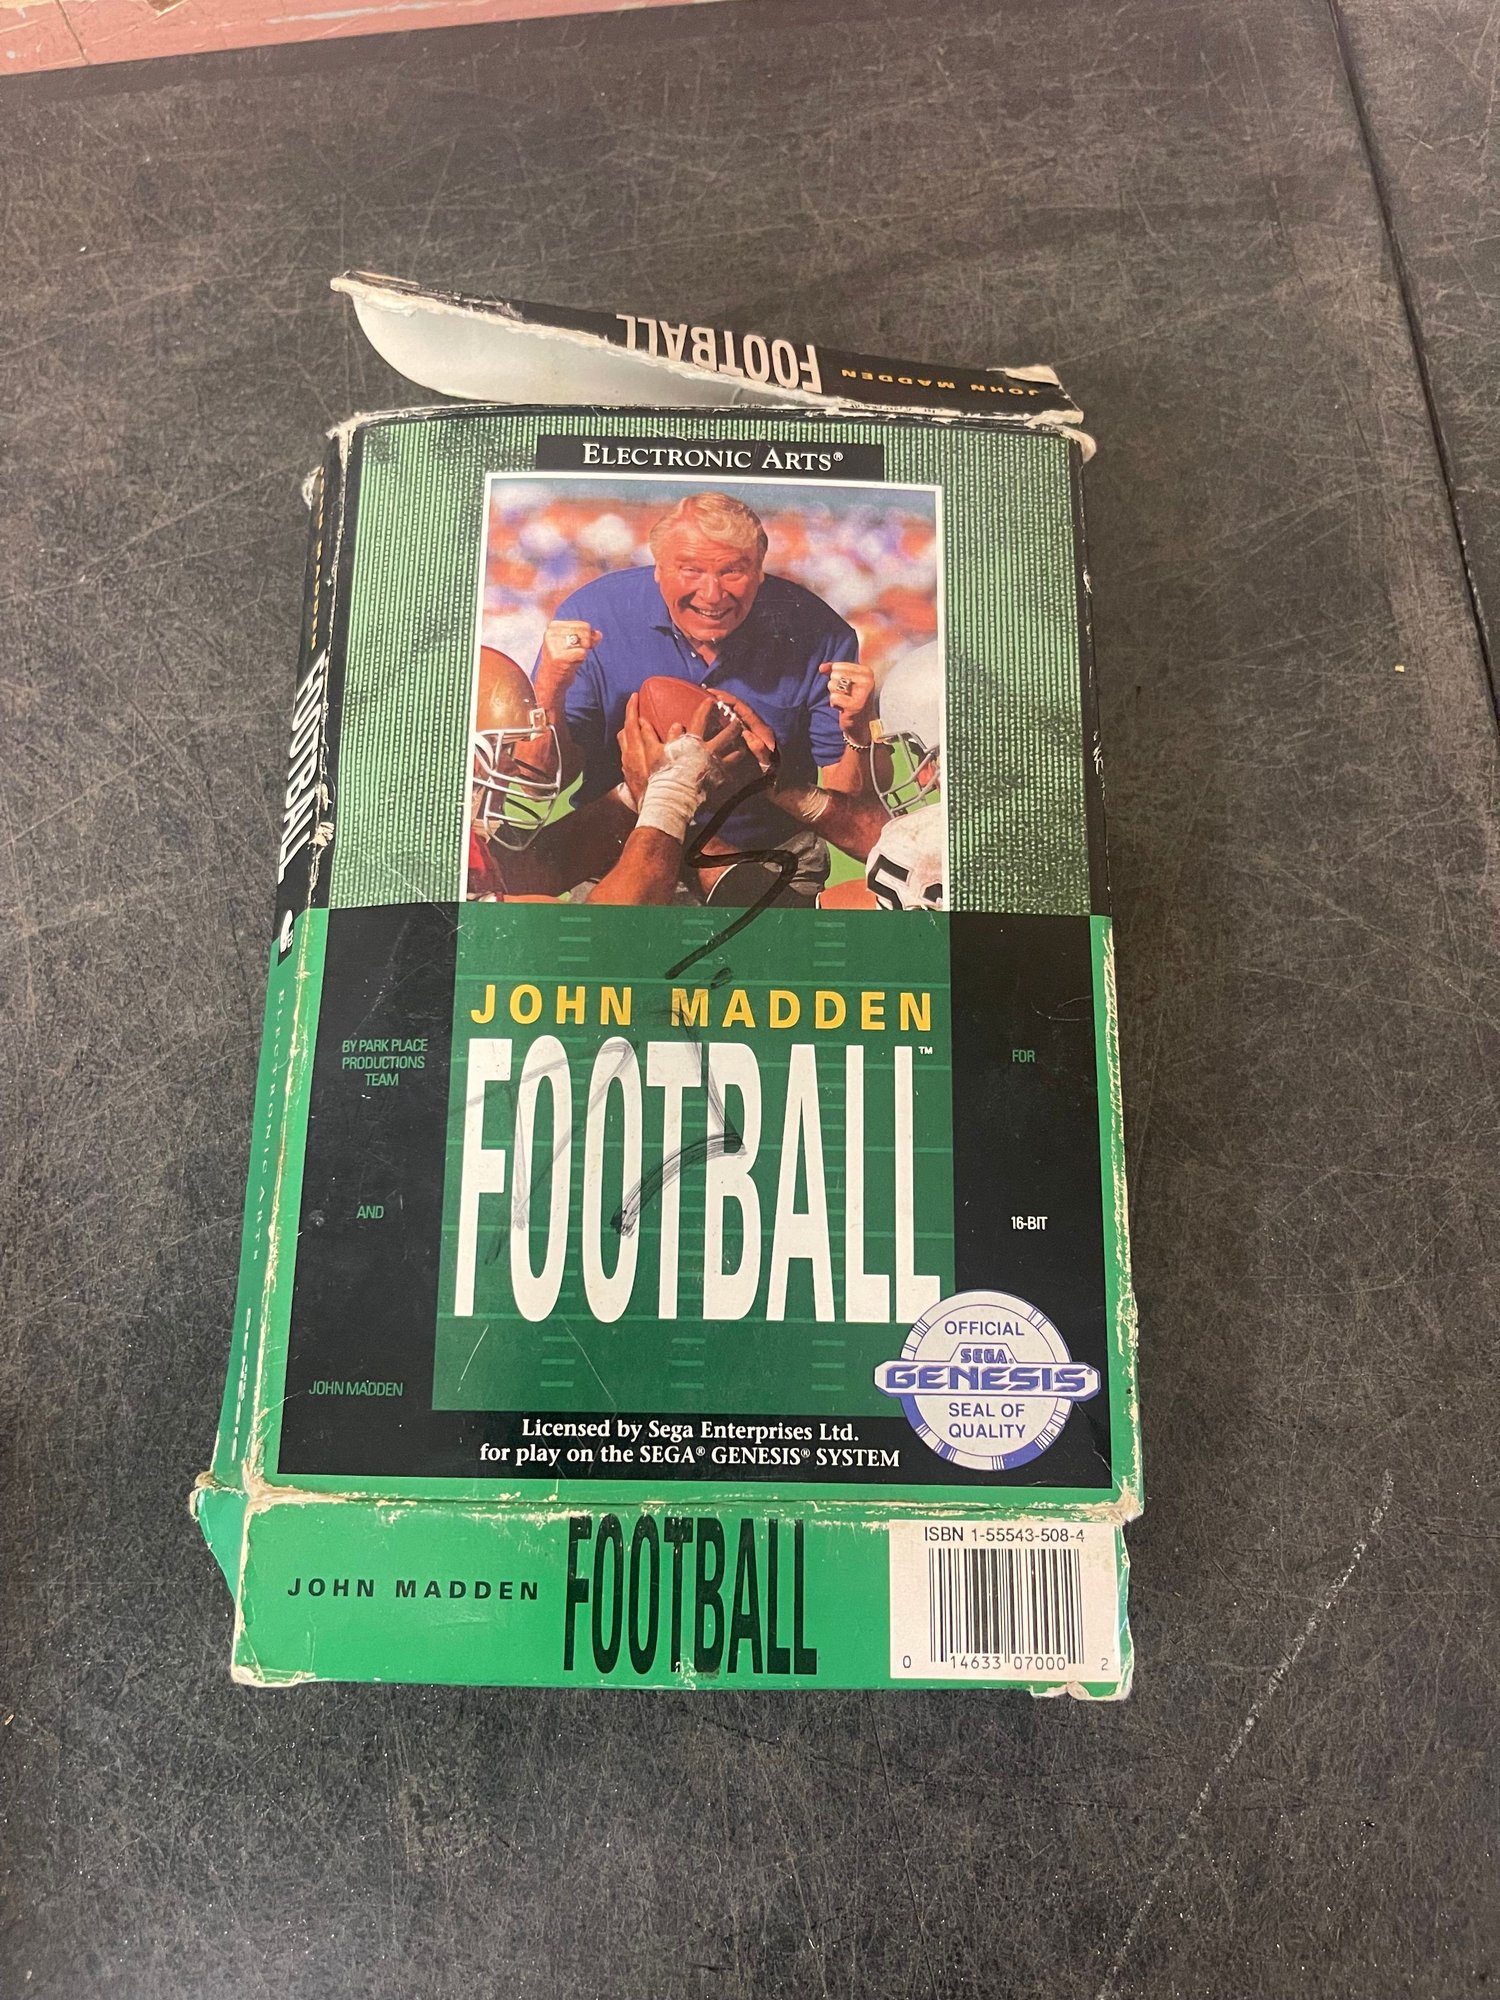 JOHN MADDEN FOOTBALL
ELECTRONIC ARTS®
JOHN MADDEN
FOOTBALL™
BY PARK PLACE
PRODUCTIONS
TEAM
AND
JOHN MADDEN
FOR
16-BIT
OFFICIAL
SEGA®
GENESIS®
SEAL OF
QUALITY
Licensed by Sega Enterprises Ltd.
for play on the SEGA® GENESIS® SYSTEM
FOOTBALL
ELECTRONIC ARTS
JOHN MADDEN FOOTBALL
ISBN 1-55543-508-4
0 14633 07000 2